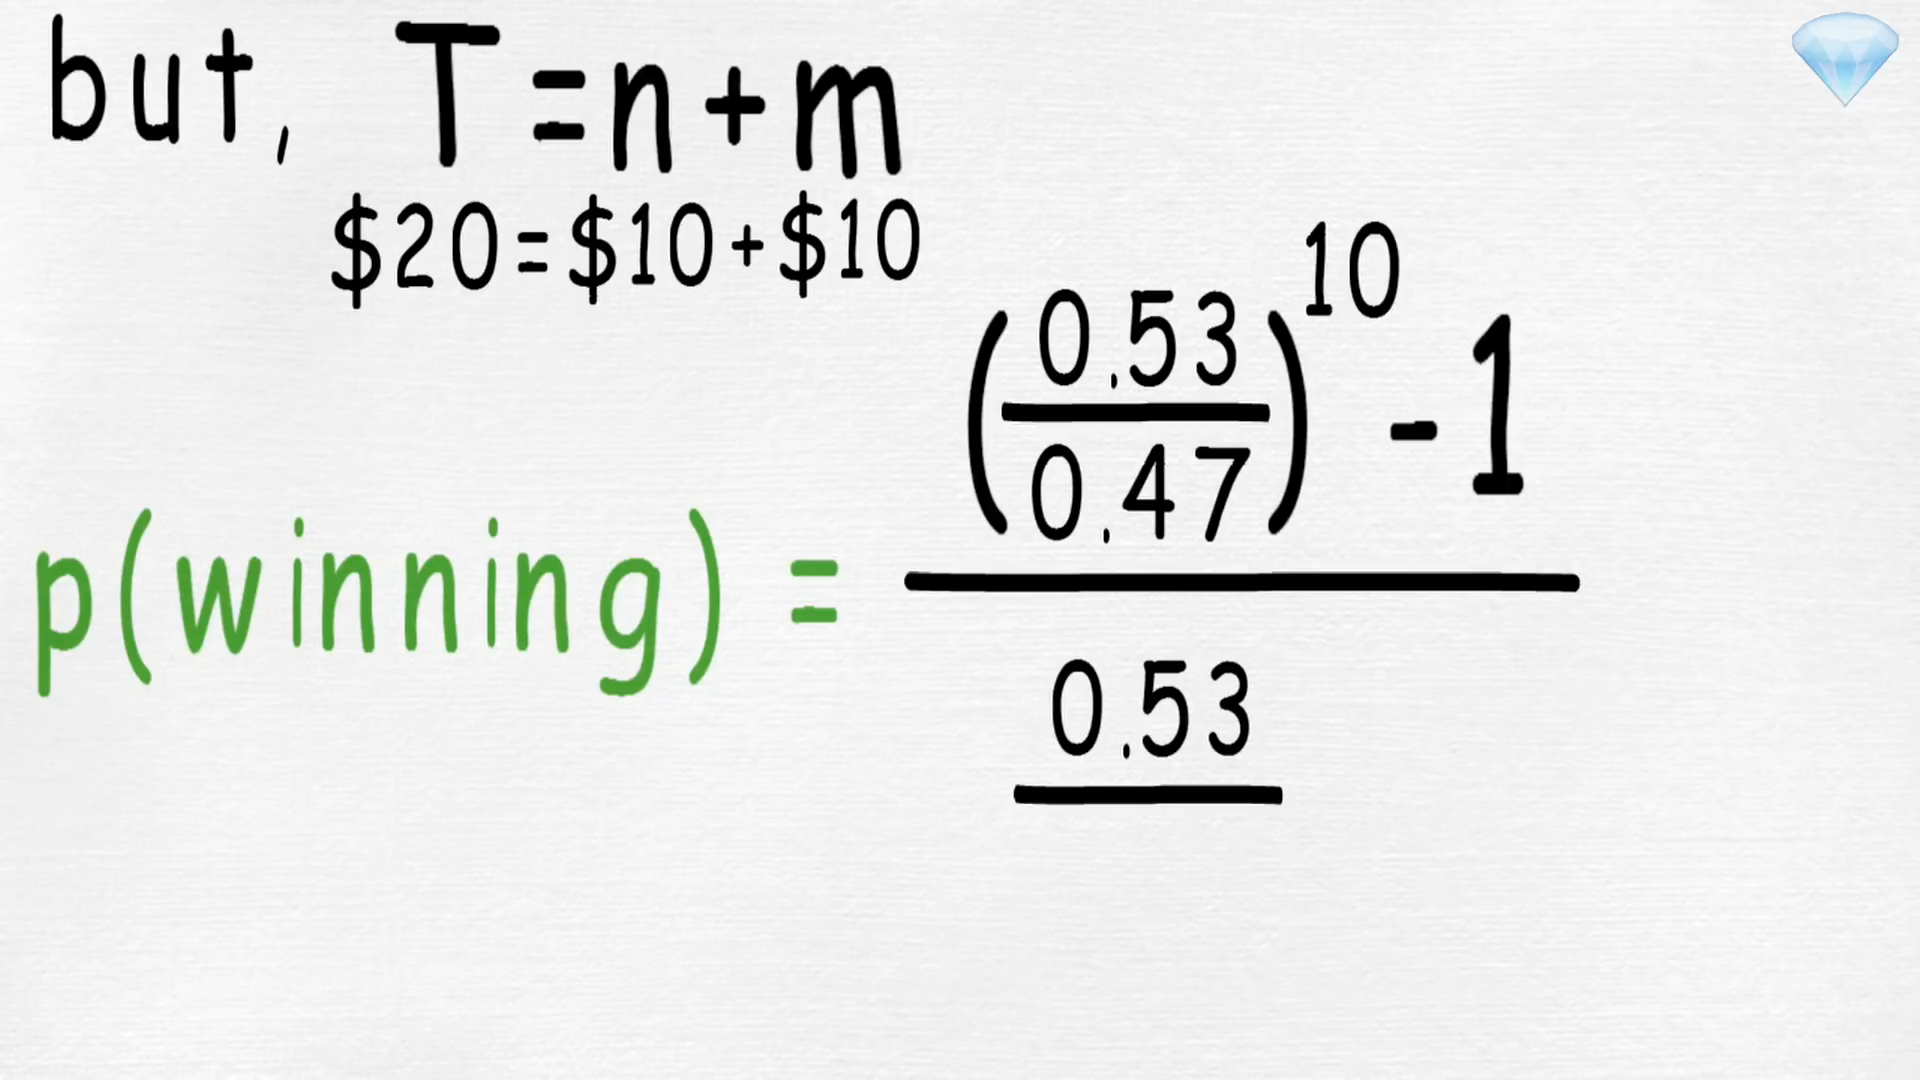 but, T=n+m
$20=$10+$10
p(winning) = ((0.53/0.47)^10 -1)/
0.53